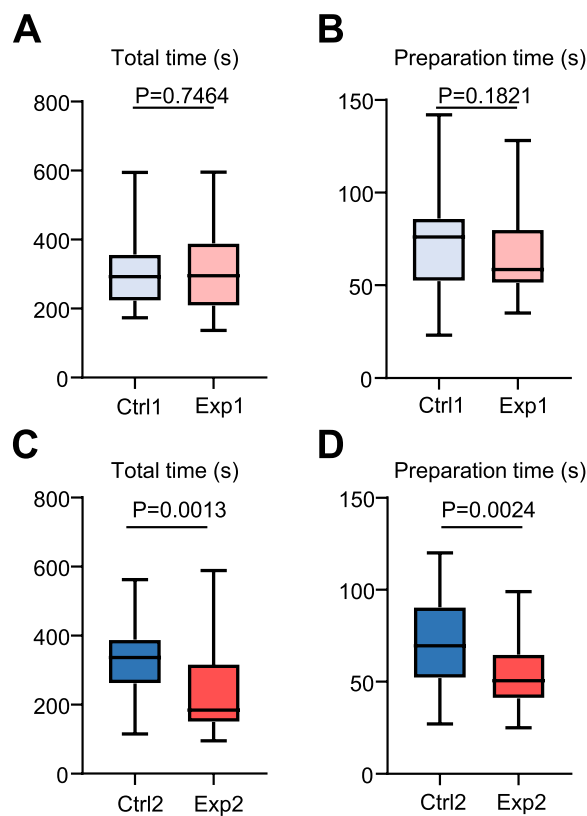 A
Total time (s)
P=0.7464
800
600
400
200
0
Ctrl1
Exp1
B
Preparation time (s)
P=0.1821
150
100
50
0
Ctrl1
Exp1
C
Total time (s)
P=0.0013
800
600
400
200
0
Ctrl2
Exp2
D
Preparation time (s)
P=0.0024
150
100
50
0
Ctrl2
Exp2